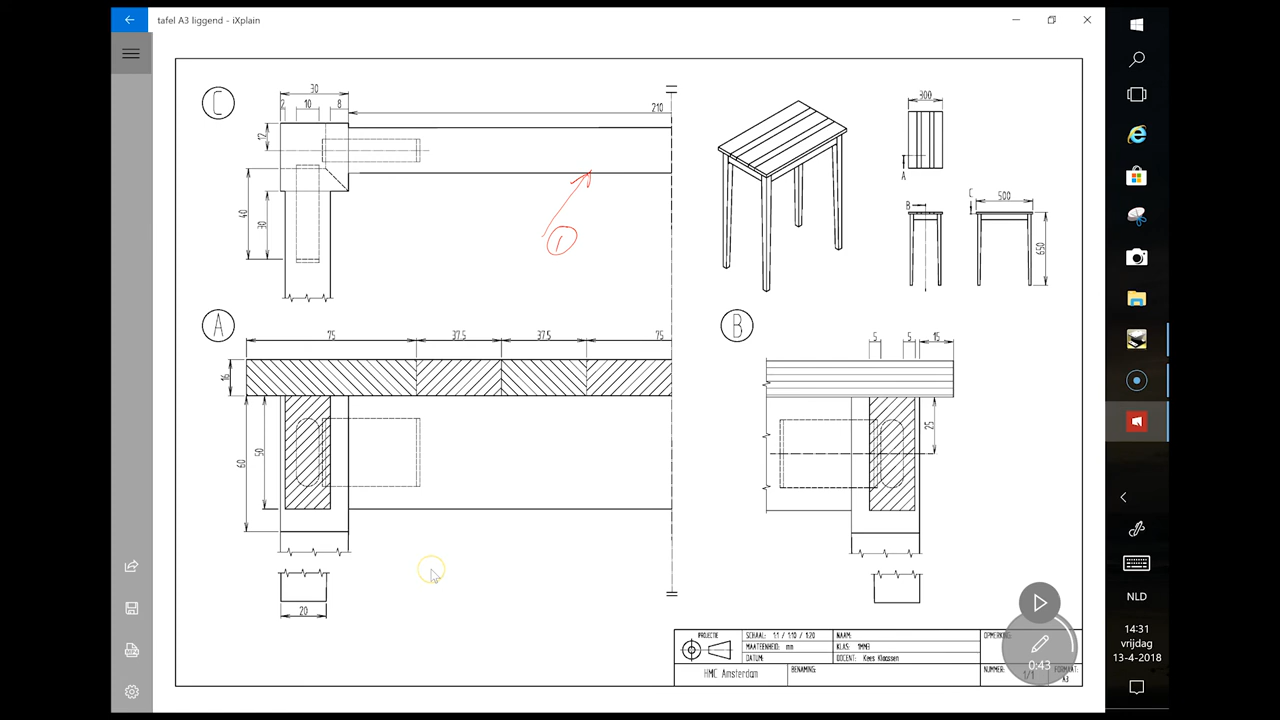 tafel A3 liggend - iXplain
C
30
2
10
8
210
12
40
30
1
300
A
B
C
500
650
A
75
37.5
37.5
75
16
60
50
20
B
5
5
15
25
PROJECTIE
SCHAAL: 1:1 / 1:10 / 1:20
NAAM:
MAATEENHEID: mm
KLAS: 1MM3
DATUM:
DOCENT: Kees Klaassen
HMC Amsterdam
BENAMING:
OPMERKING:
NUMMER:
1/1
FORMAAT:
A3
0:43
NLD
14:31
vrijdag
13-4-2018